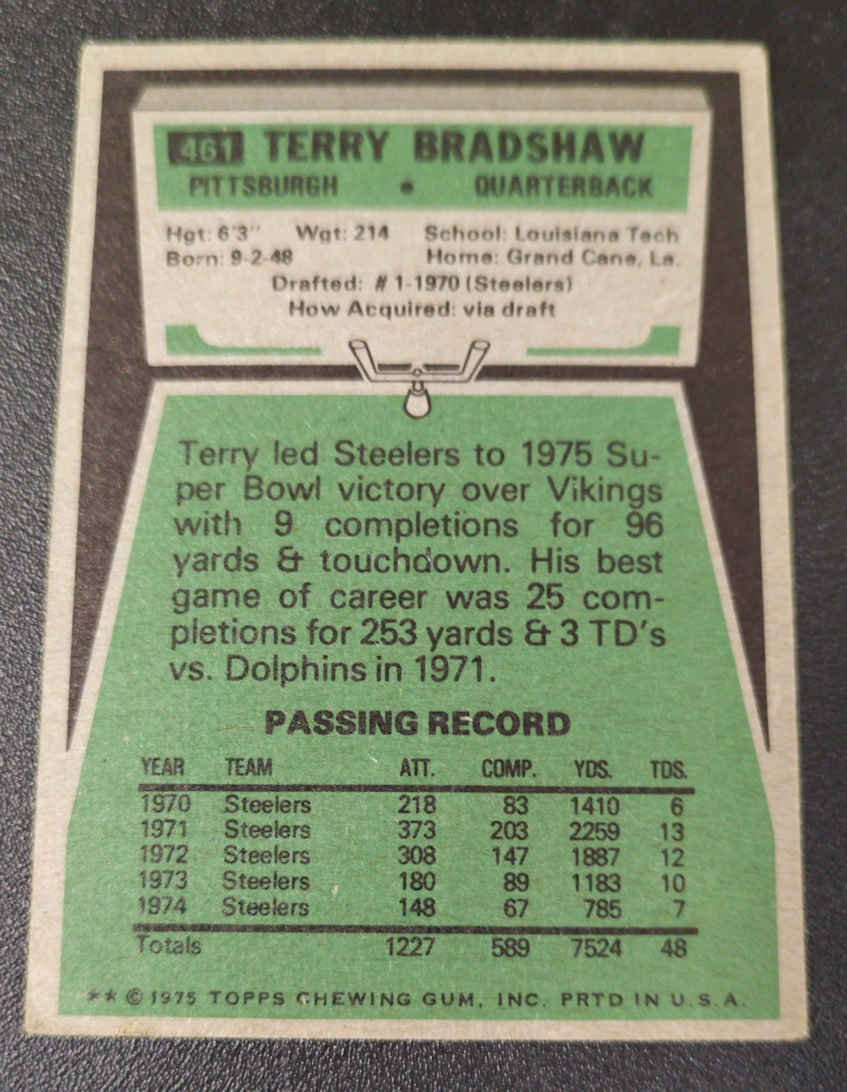 461 TERRY BRADSHAW
PITTSBURGH • QUARTERBACK
Hgt: 6'3" Wgt: 214 School: Louisiana Tech
Born: 9-2-48 Home: Grand Cane, La.
Drafted: #1-1970 (Steelers)
How Acquired: via draft
Terry led Steelers to 1975 Su-
per Bowl victory over Vikings
with 9 completions for 96
yards & touchdown. His best
game of career was 25 com-
pletions for 253 yards & 3 TD's
vs. Dolphins in 1971.
PASSING RECORD
YEAR TEAM ATT. COMP. YDS. TDS.
1970 Steelers 218 83 1410 6
1971 Steelers 373 203 2259 13
1972 Steelers 308 147 1887 12
1973 Steelers 180 89 1183 10
1974 Steelers 148 67 785 7
Totals 1227 589 7524 48
** © 1975 TOPPS CHEWING GUM, INC. PRTD IN U.S.A.